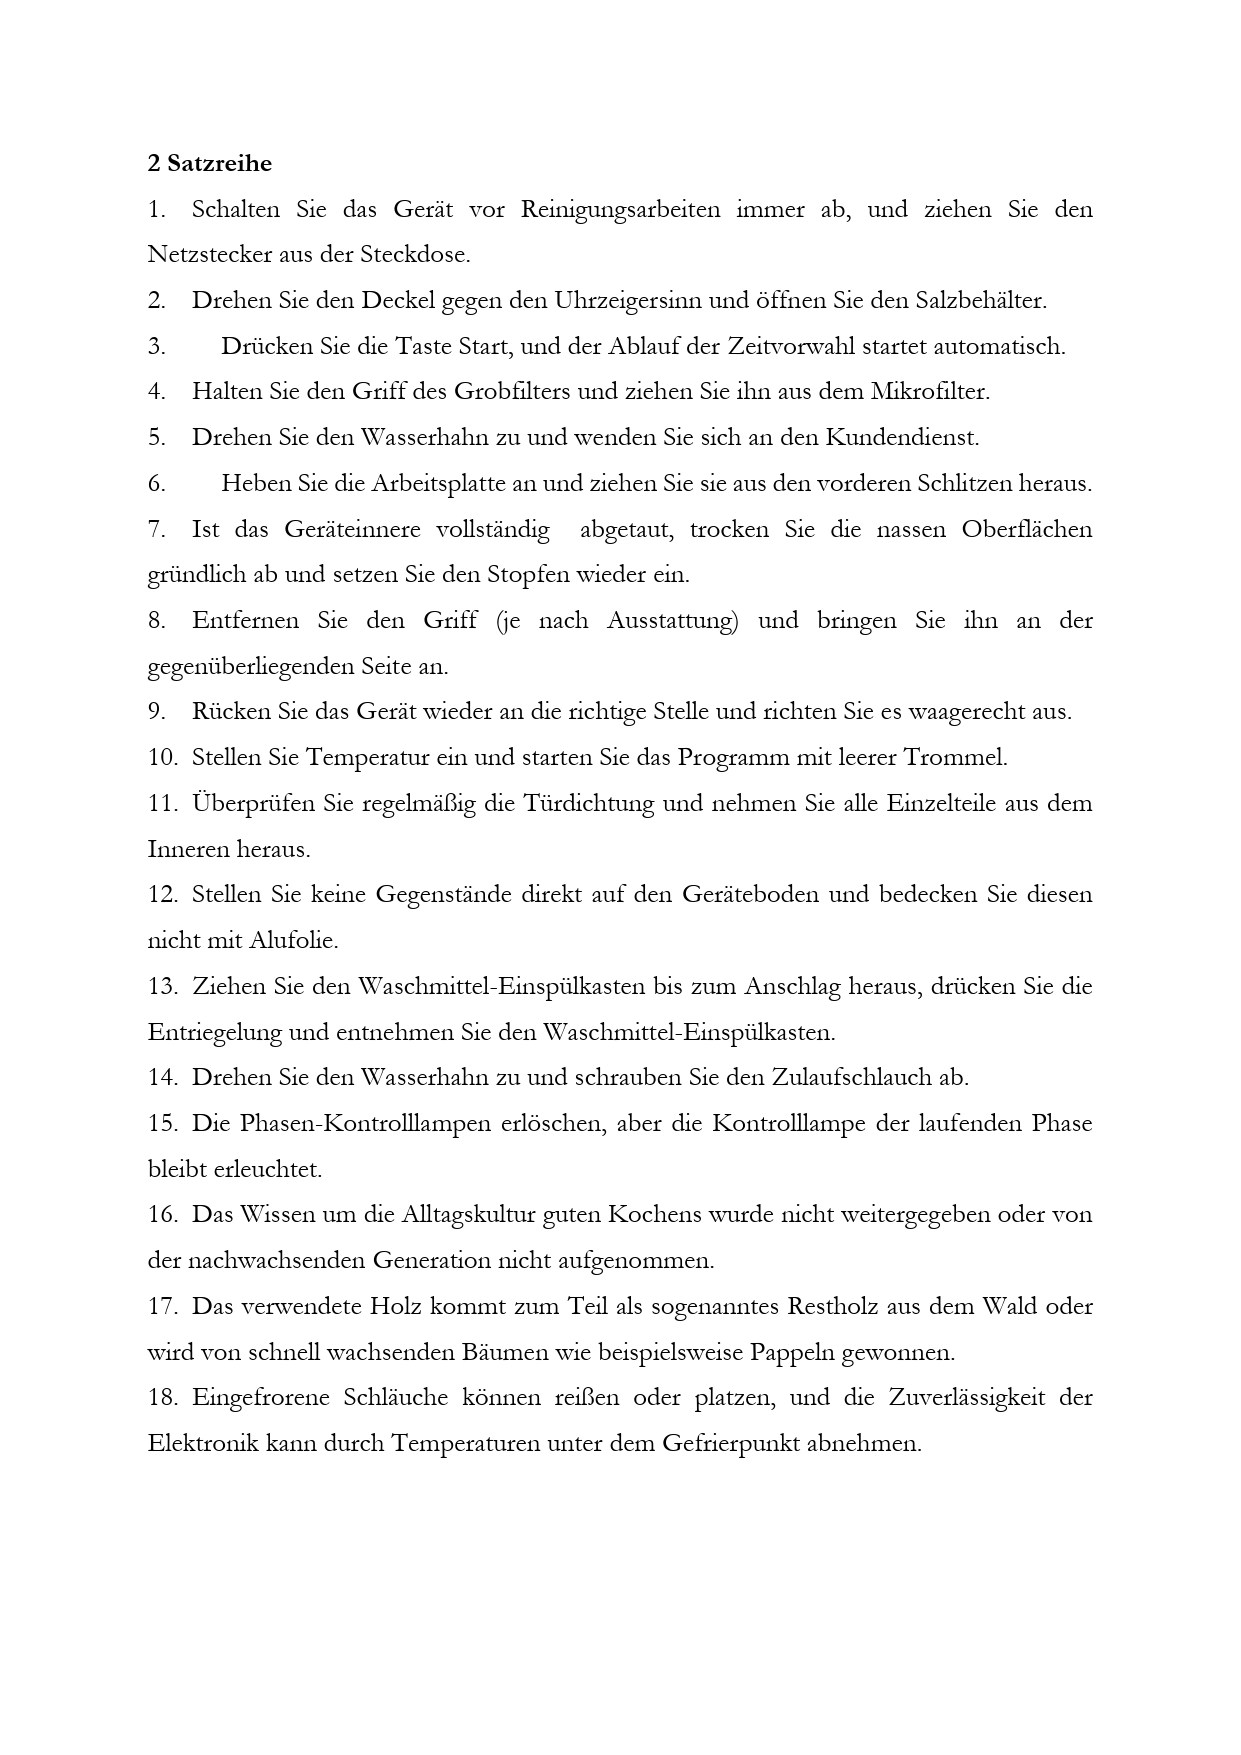 2 Satzreihe
1. Schalten Sie das Gerät vor Reinigungsarbeiten immer ab, und ziehen Sie den
Netzstecker aus der Steckdose.
2. Drehen Sie den Deckel gegen den Uhrzeigersinn und öffnen Sie den Salzbehälter.
3. Drücken Sie die Taste Start, und der Ablauf der Zeitvorwahl startet automatisch.
4. Halten Sie den Griff des Grobfilters und ziehen Sie ihn aus dem Mikrofilter.
5. Drehen Sie den Wasserhahn zu und wenden Sie sich an den Kundendienst.
6. Heben Sie die Arbeitsplatte an und ziehen Sie sie aus den vorderen Schlitzen heraus.
7. Ist das Geräteinnere vollständig abgetaut, trocken Sie die nassen Oberflächen
gründlich ab und setzen Sie den Stopfen wieder ein.
8. Entfernen Sie den Griff (je nach Ausstattung) und bringen Sie ihn an der
gegenüberliegenden Seite an.
9. Rücken Sie das Gerät wieder an die richtige Stelle und richten Sie es waagerecht aus.
10. Stellen Sie Temperatur ein und starten Sie das Programm mit leerer Trommel.
11. Überprüfen Sie regelmäßig die Türdichtung und nehmen Sie alle Einzelteile aus dem
Inneren heraus.
12. Stellen Sie keine Gegenstände direkt auf den Geräteboden und bedecken Sie diesen
nicht mit Alufolie.
13. Ziehen Sie den Waschmittel-Einspülkasten bis zum Anschlag heraus, drücken Sie die
Entriegelung und entnehmen Sie den Waschmittel-Einspülkasten.
14. Drehen Sie den Wasserhahn zu und schrauben Sie den Zulaufschlauch ab.
15. Die Phasen-Kontrolllampen erlöschen, aber die Kontrolllampe der laufenden Phase
bleibt erleuchtet.
16. Das Wissen um die Alltagskultur guten Kochens wurde nicht weitergegeben oder von
der nachwachsenden Generation nicht aufgenommen.
17. Das verwendete Holz kommt zum Teil als sogenanntes Restholz aus dem Wald oder
wird von schnell wachsenden Bäumen wie beispielsweise Pappeln gewonnen.
18. Eingefrorene Schläuche können reißen oder platzen, und die Zuverlässigkeit der
Elektronik kann durch Temperaturen unter dem Gefrierpunkt abnehmen.